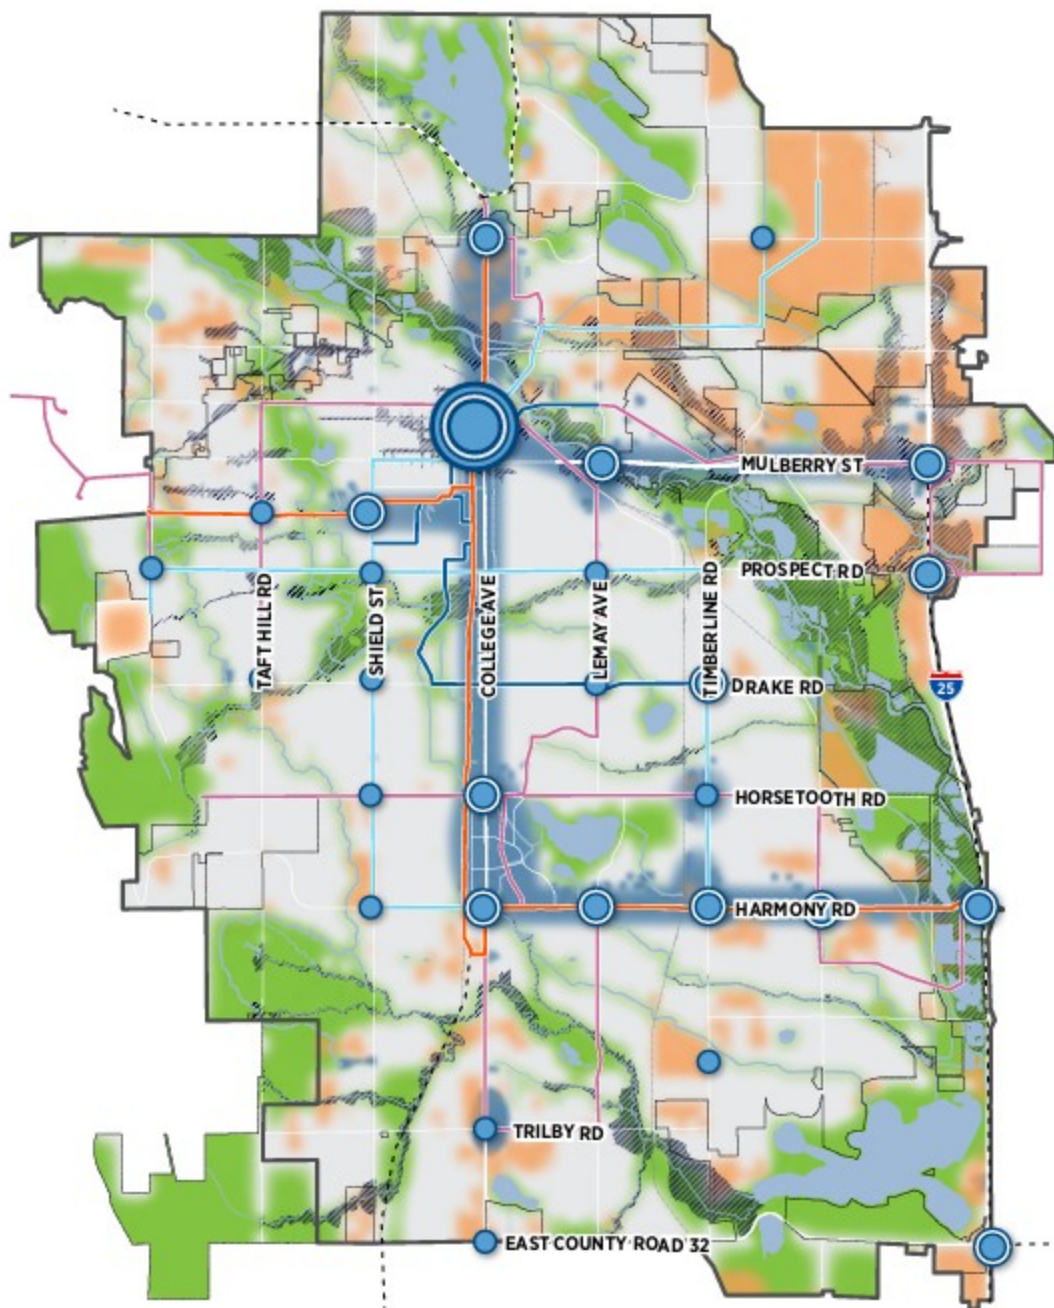 MULBERRY ST
PROSPECT RD
TAFT HILL RD
SHIELD ST
COLLEGE AVE
LEMAY AVE
TIMBERLINE RD
DRAKE RD
25
HORSETOOTH RD
HARMONY RD
TRILBY RD
EAST COUNTY ROAD 32